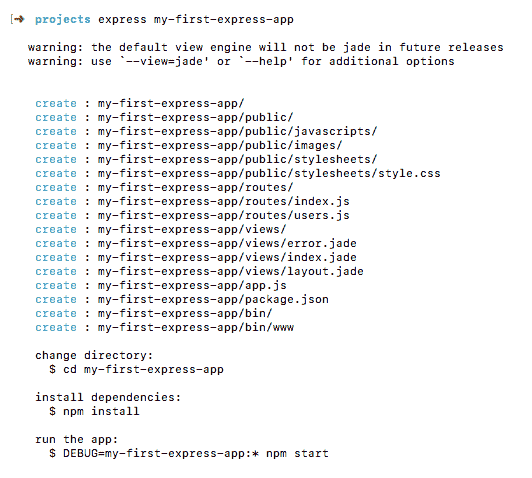 [➜ projects express my-first-express-app
warning: the default view engine will not be jade in future releases
warning: use `--view=jade' or `--help' for additional options
create : my-first-express-app/
create : my-first-express-app/public/
create : my-first-express-app/public/javascripts/
create : my-first-express-app/public/images/
create : my-first-express-app/public/stylesheets/
create : my-first-express-app/public/stylesheets/style.css
create : my-first-express-app/routes/
create : my-first-express-app/routes/index.js
create : my-first-express-app/routes/users.js
create : my-first-express-app/views/
create : my-first-express-app/views/error.jade
create : my-first-express-app/views/index.jade
create : my-first-express-app/views/layout.jade
create : my-first-express-app/app.js
create : my-first-express-app/package.json
create : my-first-express-app/bin/
create : my-first-express-app/bin/www
change directory:
$ cd my-first-express-app
install dependencies:
$ npm install
run the app:
$ DEBUG=my-first-express-app:* npm start